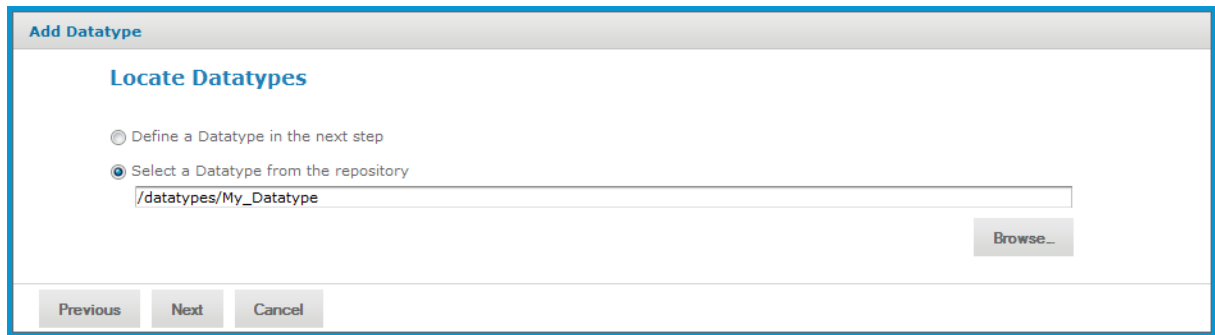 Add Datatype
Locate Datatypes
Define a Datatype in the next step
Select a Datatype from the repository
/datatypes/My_Datatype
Browse...
Previous Next Cancel